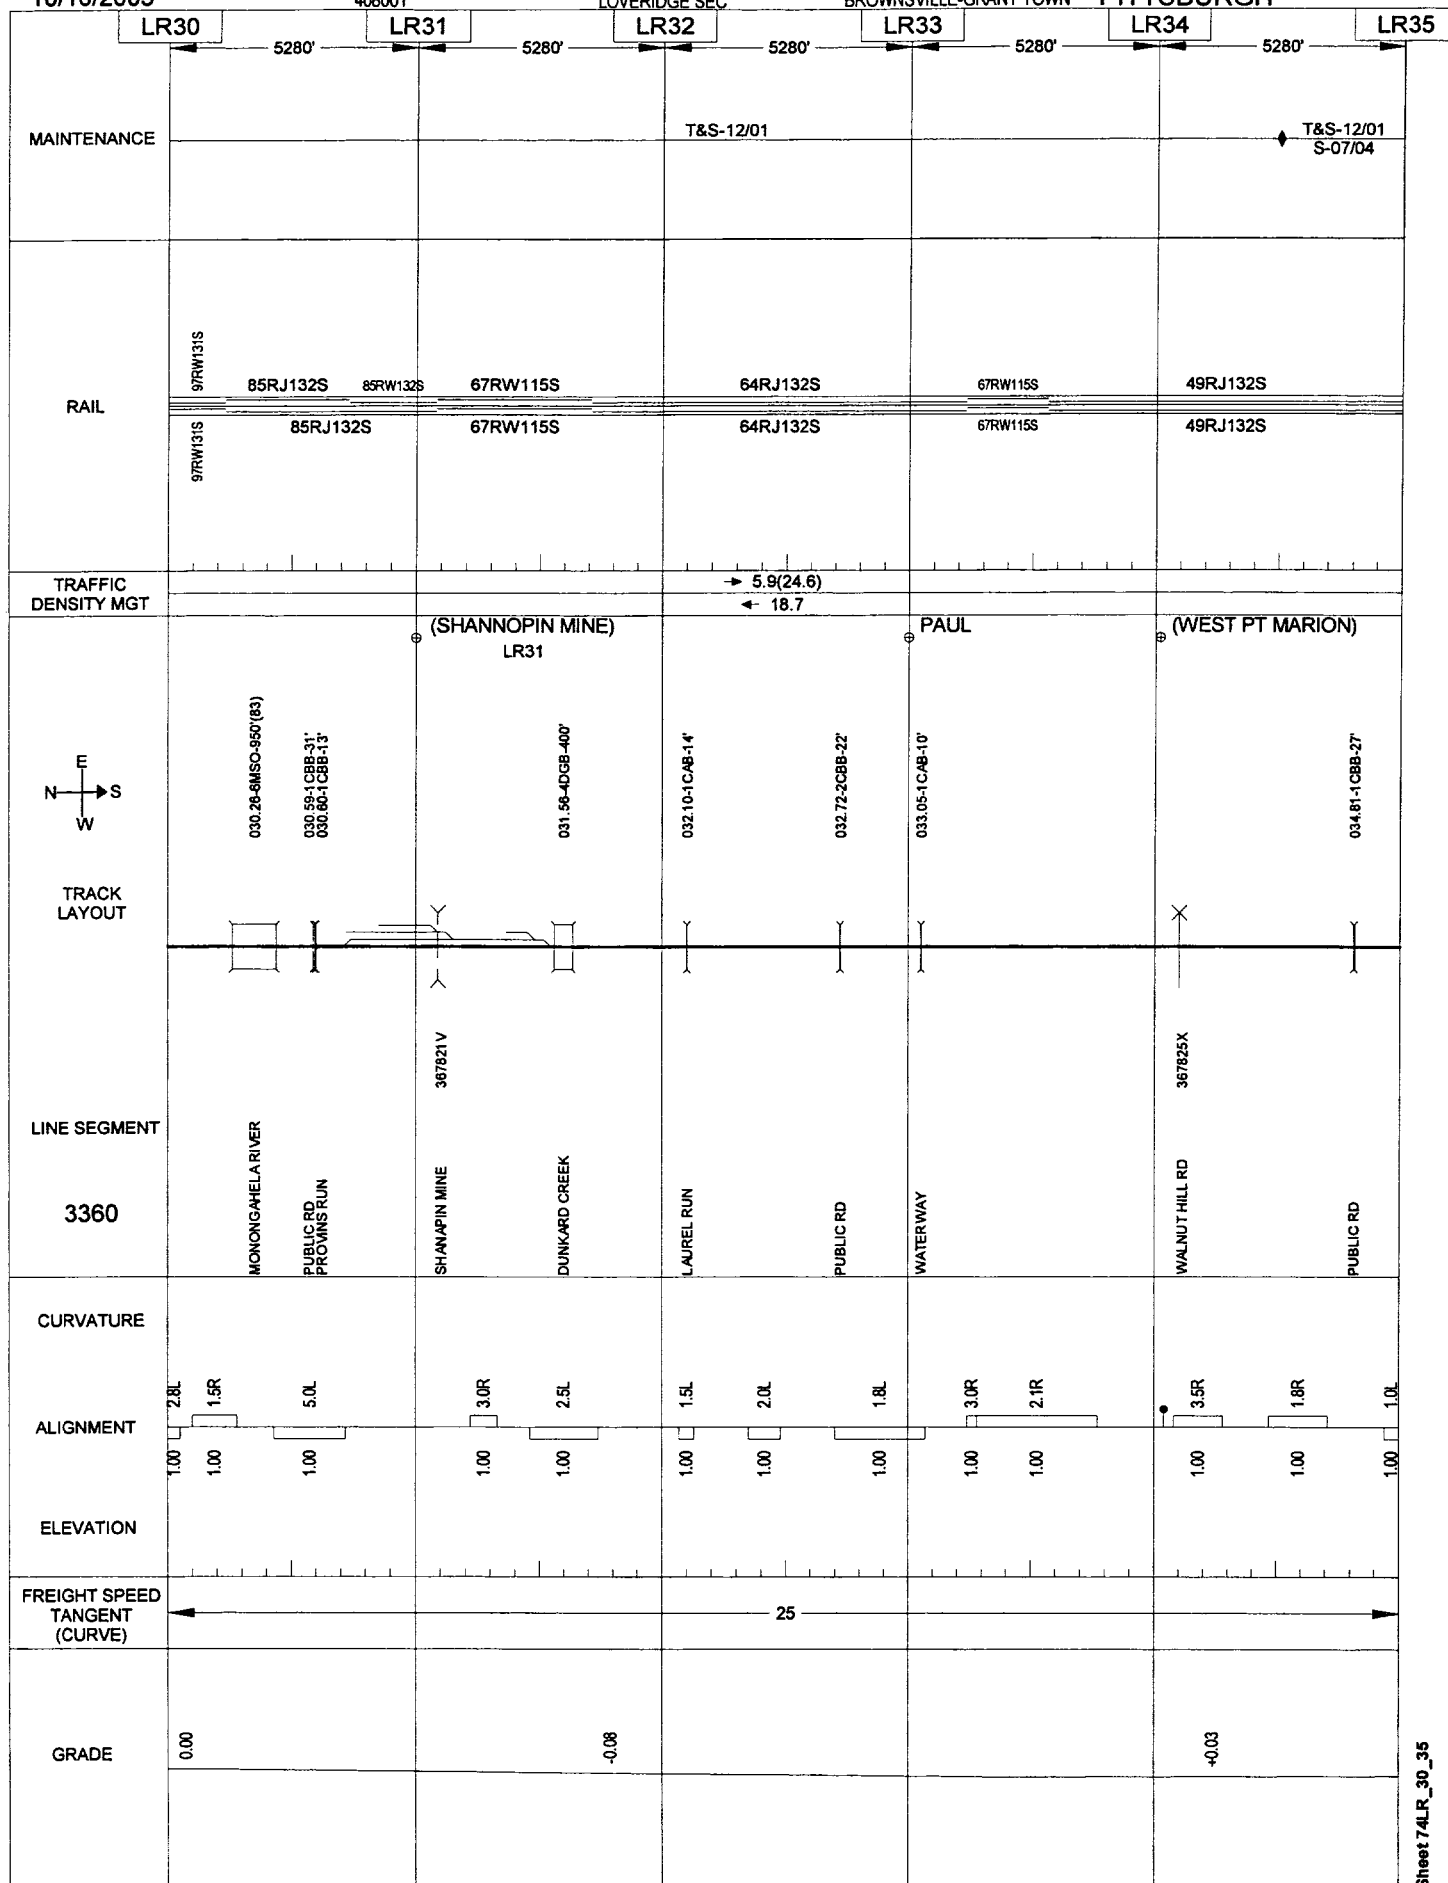 LOVERIDGE SEC
LR30 LR31 LR32 LR33 LR34 LR35
5280' 5280' 5280' 5280' 5280'
MAINTENANCE
T&S-12/01
T&S-12/01
S-07/04
RAIL
97RW131S 85RJ132S 85RW132S 67RW115S 64RJ132S 67RW115S 49RJ132S
97RW131S 85RJ132S 67RW115S 64RJ132S 67RW115S 49RJ132S
TRAFFIC
DENSITY MGT
→ 5.9(24.6)
← 18.7
(SHANNOPIN MINE)
LR31
PAUL
(WEST PT MARION)
E
N S
W
030.26-6MSO-950'(83)
030.59-1CBB-31'
030.60-1CBB-13'
031.56-4DGB-400'
032.10-1CAB-14'
032.72-2CBB-22'
033.05-1CAB-10'
034.81-1CBB-27'
TRACK
LAYOUT
367821V
367825X
LINE SEGMENT
3360
MONONGAHELA RIVER
PUBLIC RD
PROVINS RUN
SHANAPIN MINE
DUNKARD CREEK
LAUREL RUN
PUBLIC RD
WATERWAY
WALNUT HILL RD
PUBLIC RD
CURVATURE
2.8L 1.5R 5.0L 3.0R 2.5L 1.5L 2.0L 1.8L 3.0R 2.1R 3.5R 1.8R 1.0L
ALIGNMENT
1.00 1.00 1.00 1.00 1.00 1.00 1.00 1.00 1.00 1.00 1.00 1.00 1.00
ELEVATION
FREIGHT SPEED
TANGENT
(CURVE)
25
GRADE
0.00
-0.08
+0.03
Sheet 74LR_30_35